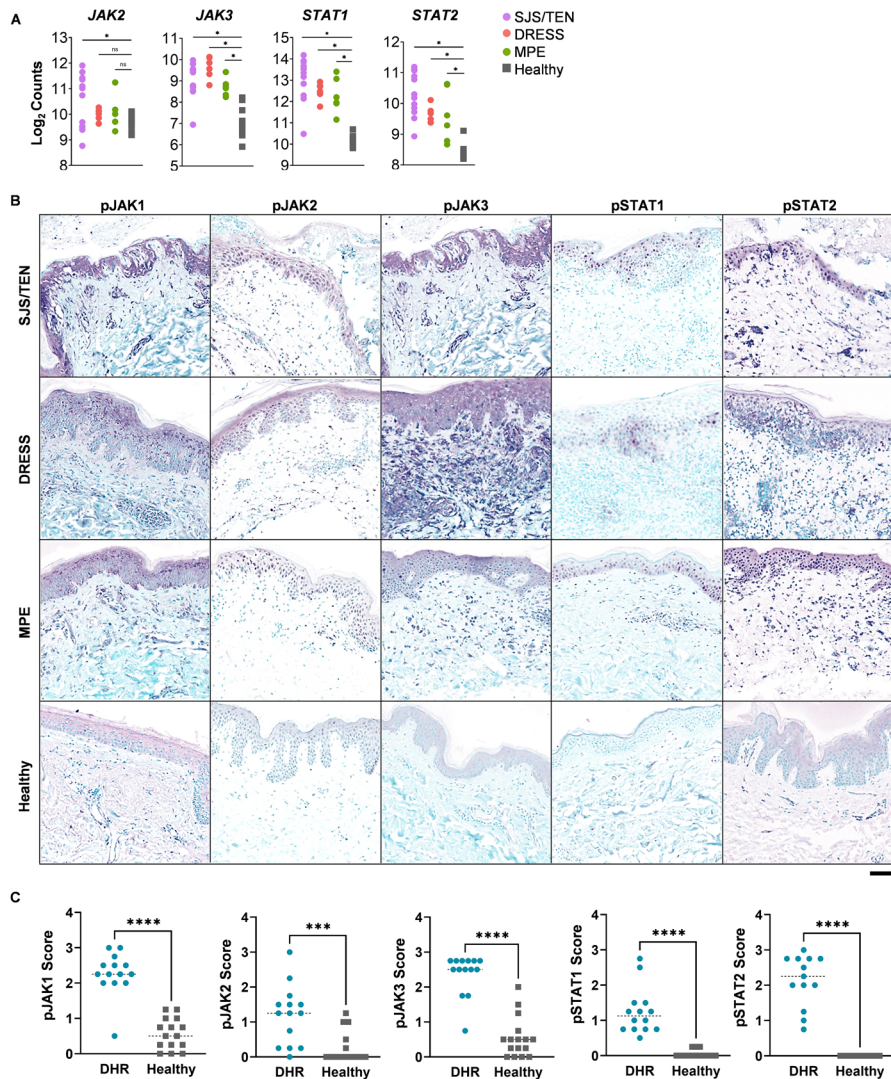 A
JAK2
JAK3
STAT1
STAT2
SJS/TEN
DRESS
MPE
Healthy
Log2 Counts
13
12
11
10
9
8
*
ns
ns
11
10
9
8
7
6
5
*
*
*
15
14
13
12
11
10
9
*
*
*
12
11
10
9
8
*
*
*
B
pJAK1
pJAK2
pJAK3
pSTAT1
pSTAT2
SJS/TEN
DRESS
MPE
Healthy
C
pJAK1 Score
4
3
2
1
0
****
DHR
Healthy
pJAK2 Score
4
3
2
1
0
***
DHR
Healthy
pJAK3 Score
4
3
2
1
0
****
DHR
Healthy
pSTAT1 Score
4
3
2
1
0
****
DHR
Healthy
pSTAT2 Score
4
3
2
1
0
****
DHR
Healthy